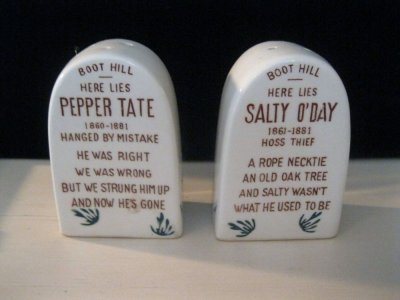 BOOT HILL
HERE LIES
PEPPER TATE
1860-1881
HANGED BY MISTAKE
HE WAS RIGHT
WE WAS WRONG
BUT WE STRUNG HIM UP
AND NOW HE'S GONE
BOOT HILL
HERE LIES
SALTY O'DAY
1861-1881
HOSS THIEF
A ROPE NECKTIE
AN OLD OAK TREE
AND SALTY WASN'T
WHAT HE USED TO BE